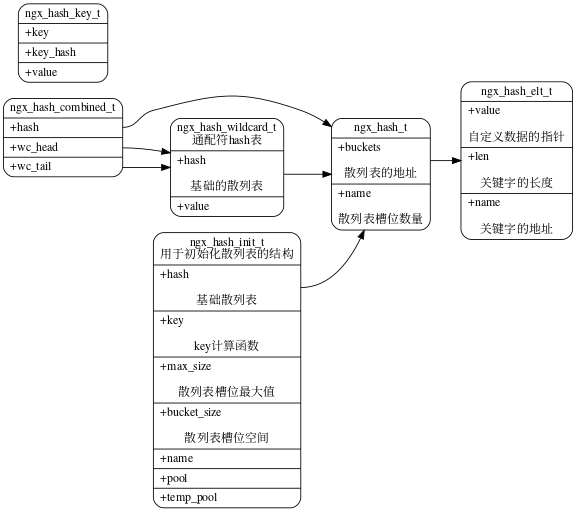 ngx_hash_key_t
+key
+key_hash
+value
ngx_hash_combined_t
+hash
+wc_head
+wc_tail
ngx_hash_wildcard_t
通配符hash表
+hash
基础的散列表
+value
ngx_hash_t
+buckets
散列表的地址
+name
散列表槽位数量
ngx_hash_elt_t
+value
自定义数据的指针
+len
关键字的长度
+name
关键字的地址
ngx_hash_init_t
用于初始化散列表的结构
+hash
基础散列表
+key
key计算函数
+max_size
散列表槽位最大值
+bucket_size
散列表槽位空间
+name
+pool
+temp_pool